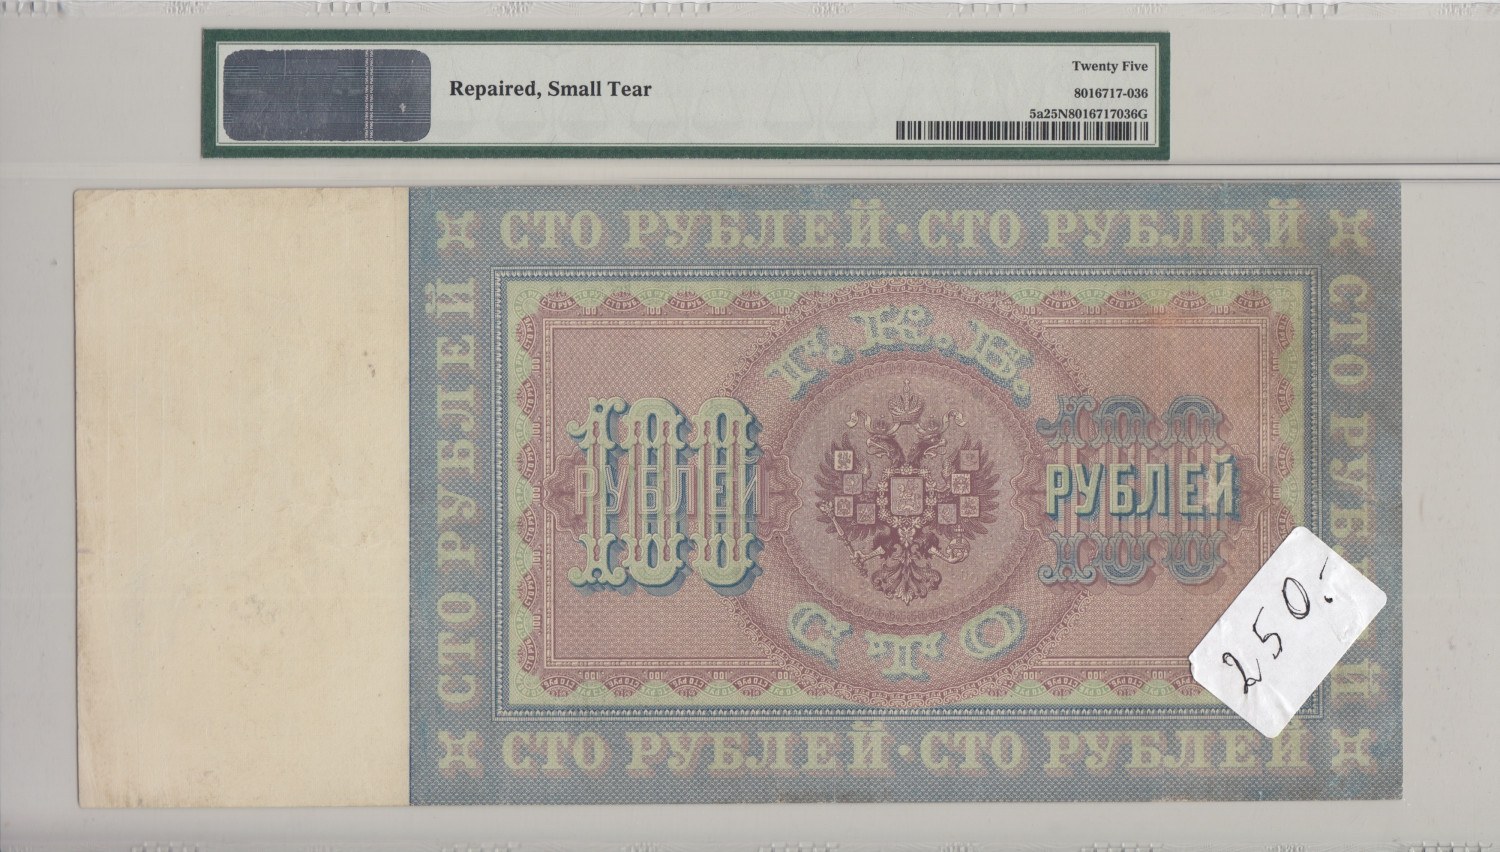 Repaired, Small Tear
Twenty Five
8016717-036
5a25N8016717036G
СТО РУБЛЕЙ · СТО РУБЛЕЙ
СТО РУБЛЕЙ
СТО РУБЛЕЙ
Г. К. Б.
100
РУБЛЕЙ
100
РУБЛЕЙ
СТО
250.-
СТО РУБЛЕЙ · СТО РУБЛЕЙ